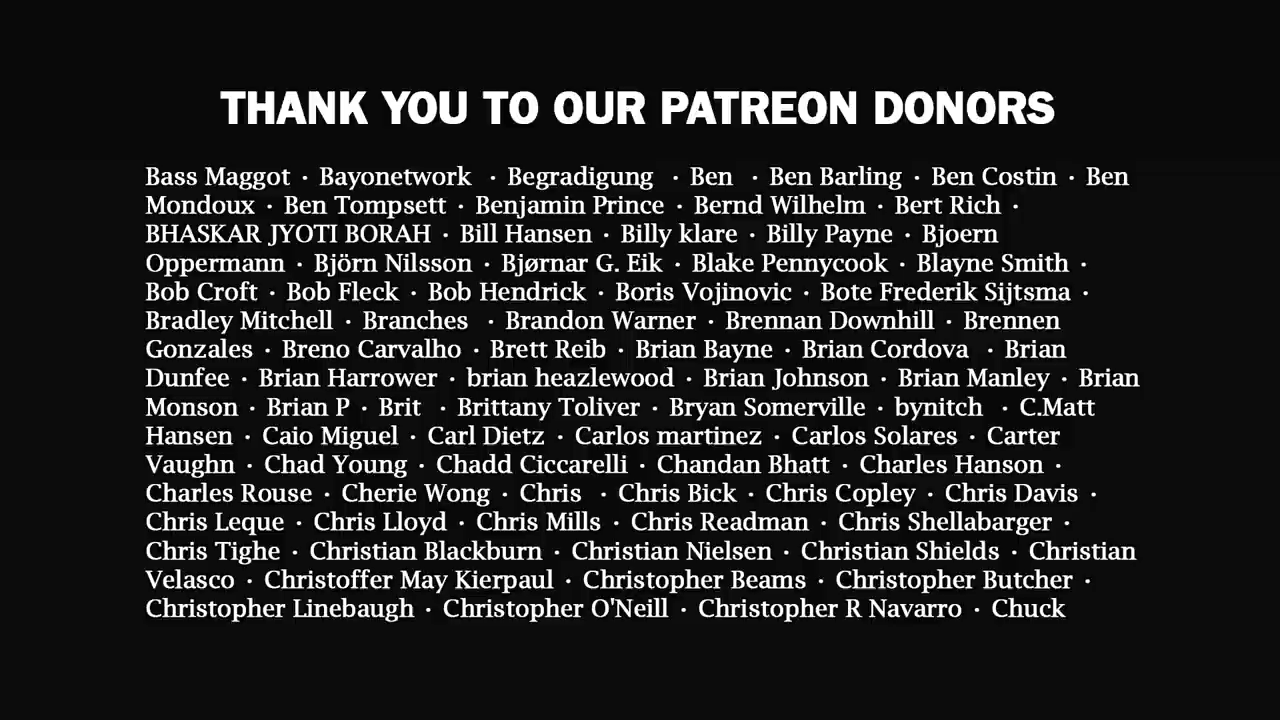 THANK YOU TO OUR PATREON DONORS
Bass Maggot · Bayonetwork · Begradigung · Ben · Ben Barling · Ben Costin · Ben
Mondoux · Ben Tompsett · Benjamin Prince · Bernd Wilhelm · Bert Rich ·
BHASKAR JYOTI BORAH · Bill Hansen · Billy klare · Billy Payne · Bjoern
Oppermann · Björn Nilsson · Bjørnar G. Eik · Blake Pennycook · Blayne Smith ·
Bob Croft · Bob Fleck · Bob Hendrick · Boris Vojinovic · Bote Frederik Sijtsma ·
Bradley Mitchell · Branches · Brandon Warner · Brennan Downhill · Brennen
Gonzales · Breno Carvalho · Brett Reib · Brian Bayne · Brian Cordova · Brian
Dunfee · Brian Harrower · brian heazlewood · Brian Johnson · Brian Manley · Brian
Monson · Brian P · Brit · Brittany Toliver · Bryan Somerville · bynitch · C.Matt
Hansen · Caio Miguel · Carl Dietz · Carlos martinez · Carlos Solares · Carter
Vaughn · Chad Young · Chadd Ciccarelli · Chandan Bhatt · Charles Hanson ·
Charles Rouse · Cherie Wong · Chris · Chris Bick · Chris Copley · Chris Davis ·
Chris Leque · Chris Lloyd · Chris Mills · Chris Readman · Chris Shellabarger ·
Chris Tighe · Christian Blackburn · Christian Nielsen · Christian Shields · Christian
Velasco · Christoffer May Kierpaul · Christopher Beams · Christopher Butcher ·
Christopher Linebaugh · Christopher O'Neill · Christopher R Navarro · Chuck